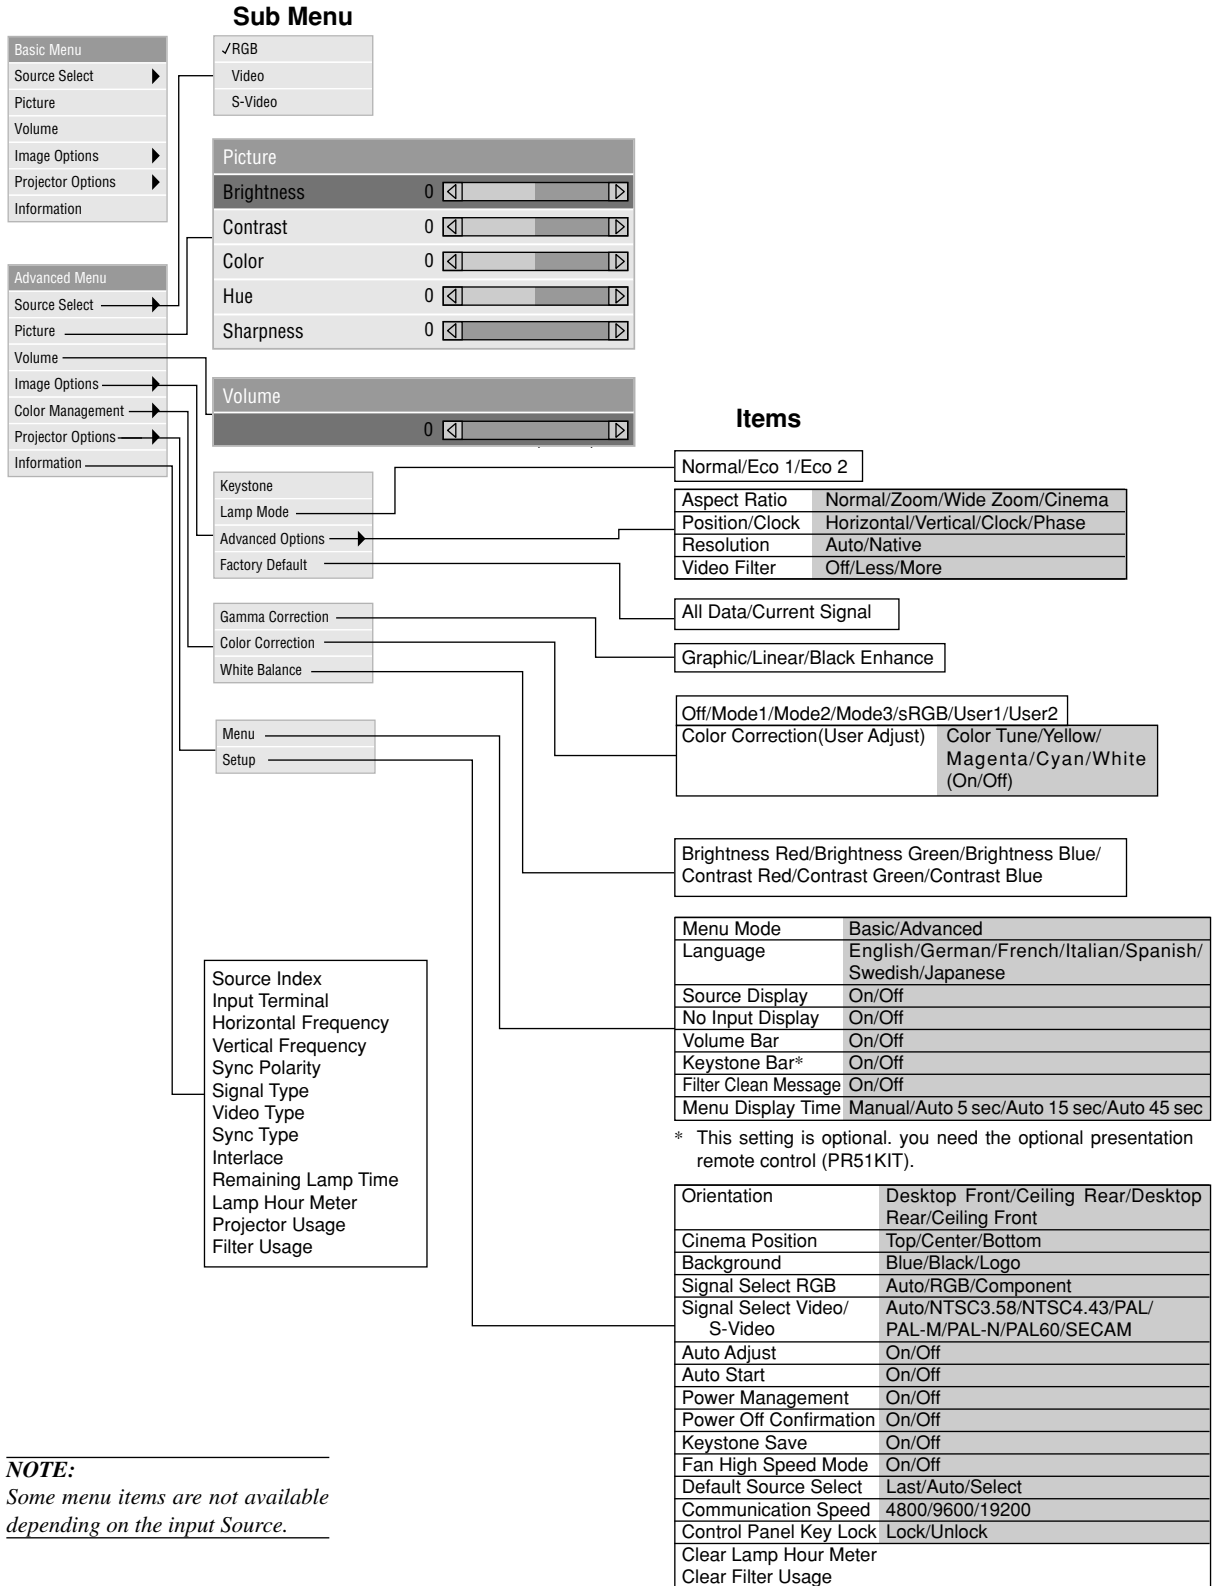 Sub Menu
Basic Menu
Source Select
Picture
Volume
Image Options
Projector Options
Information
✓RGB
Video
S-Video
Picture
Brightness 0
Contrast 0
Color 0
Hue 0
Sharpness 0
Advanced Menu
Source Select
Picture
Volume
Image Options
Color Management
Projector Options
Information
Volume
0
Items
Keystone
Lamp Mode
Advanced Options
Factory Default
Normal/Eco 1/Eco 2
Aspect Ratio Normal/Zoom/Wide Zoom/Cinema
Position/Clock Horizontal/Vertical/Clock/Phase
Resolution Auto/Native
Video Filter Off/Less/More
All Data/Current Signal
Gamma Correction
Color Correction
White Balance
Graphic/Linear/Black Enhance
Off/Mode1/Mode2/Mode3/sRGB/User1/User2
Color Correction(User Adjust) Color Tune/Yellow/
Magenta/Cyan/White
(On/Off)
Brightness Red/Brightness Green/Brightness Blue/
Contrast Red/Contrast Green/Contrast Blue
Menu
Setup
Menu Mode Basic/Advanced
Language English/German/French/Italian/Spanish/
Swedish/Japanese
Source Display On/Off
No Input Display On/Off
Volume Bar On/Off
Keystone Bar* On/Off
Filter Clean Message On/Off
Menu Display Time Manual/Auto 5 sec/Auto 15 sec/Auto 45 sec
* This setting is optional. you need the optional presentation
remote control (PR51KIT).
Source Index
Input Terminal
Horizontal Frequency
Vertical Frequency
Sync Polarity
Signal Type
Video Type
Sync Type
Interlace
Remaining Lamp Time
Lamp Hour Meter
Projector Usage
Filter Usage
Orientation Desktop Front/Ceiling Rear/Desktop
Rear/Ceiling Front
Cinema Position Top/Center/Bottom
Background Blue/Black/Logo
Signal Select RGB Auto/RGB/Component
Signal Select Video/ Auto/NTSC3.58/NTSC4.43/PAL/
S-Video PAL-M/PAL-N/PAL60/SECAM
Auto Adjust On/Off
Auto Start On/Off
Power Management On/Off
Power Off Confirmation On/Off
Keystone Save On/Off
Fan High Speed Mode On/Off
Default Source Select Last/Auto/Select
Communication Speed 4800/9600/19200
Control Panel Key Lock Lock/Unlock
Clear Lamp Hour Meter
Clear Filter Usage
NOTE:
Some menu items are not available
depending on the input Source.